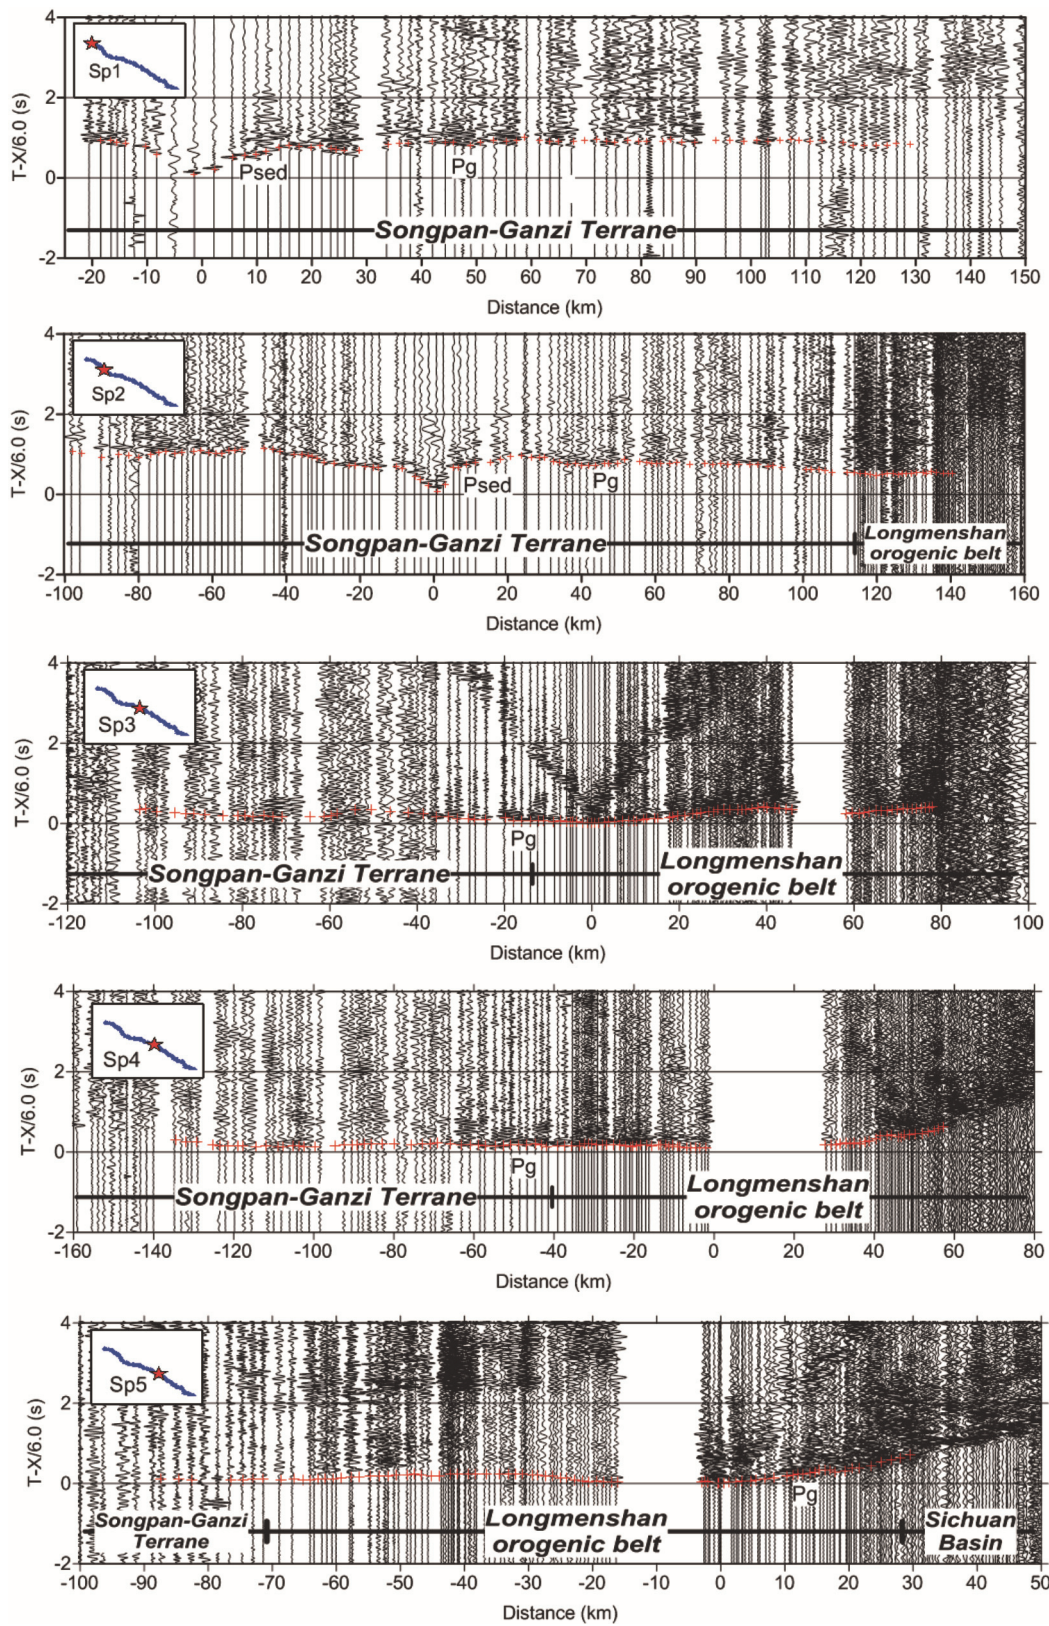 4
2
0
-2
T-X/6.0 (s)
Sp1
Psed
Pg
Songpan-Ganzi Terrane
-20 -10 0 10 20 30 40 50 60 70 80 90 100 110 120 130 140 150
Distance (km)
4
2
0
-2
T-X/6.0 (s)
Sp2
Psed
Pg
Songpan-Ganzi Terrane
Longmenshan
orogenic belt
-100 -80 -60 -40 -20 0 20 40 60 80 100 120 140 160
Distance (km)
4
2
0
-2
T-X/6.0 (s)
Sp3
Pg
Songpan-Ganzi Terrane
Longmenshan
orogenic belt
-120 -100 -80 -60 -40 -20 0 20 40 60 80 100
Distance (km)
4
2
0
-2
T-X/6.0 (s)
Sp4
Pg
Songpan-Ganzi Terrane
Longmenshan
orogenic belt
-160 -140 -120 -100 -80 -60 -40 -20 0 20 40 60 80
Distance (km)
4
2
0
-2
T-X/6.0 (s)
Sp5
Pg
Songpan-Ganzi
Terrane
Longmenshan
orogenic belt
Sichuan
Basin
-100 -90 -80 -70 -60 -50 -40 -30 -20 -10 0 10 20 30 40 50
Distance (km)